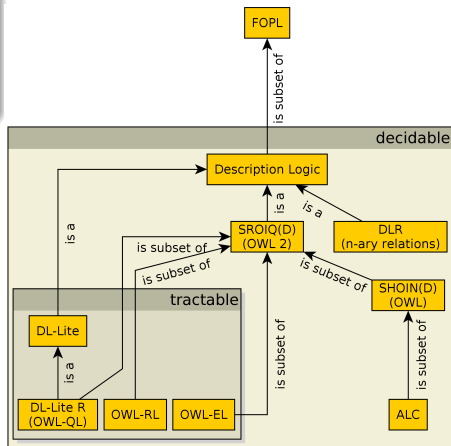 FOPL
is subset of
decidable
Description Logic
is a
is a
is a
SROIQ(D)
(OWL 2)
DLR
(n-ary relations)
is subset of
is subset of
is subset of
SHOIN(D)
(OWL)
tractable
DL-Lite
is subset of
is subset of
is a
DL-Lite R
(OWL-QL)
OWL-RL
OWL-EL
ALC